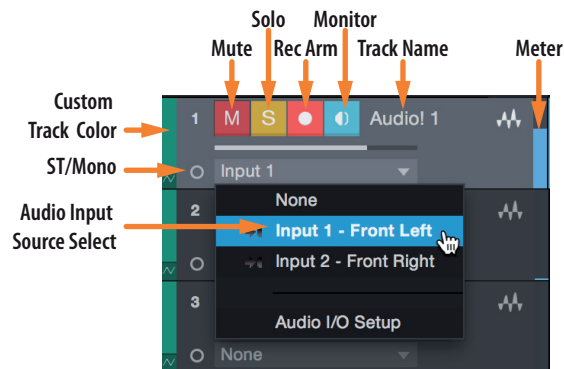 Solo Monitor
Mute Rec Arm Track Name Meter
Custom
Track Color
ST/Mono
Audio Input
Source Select
1 M S Audio! 1
Input 1
None
2
Input 1 - Front Left
Input 2 - Front Right
3
Audio I/O Setup
None